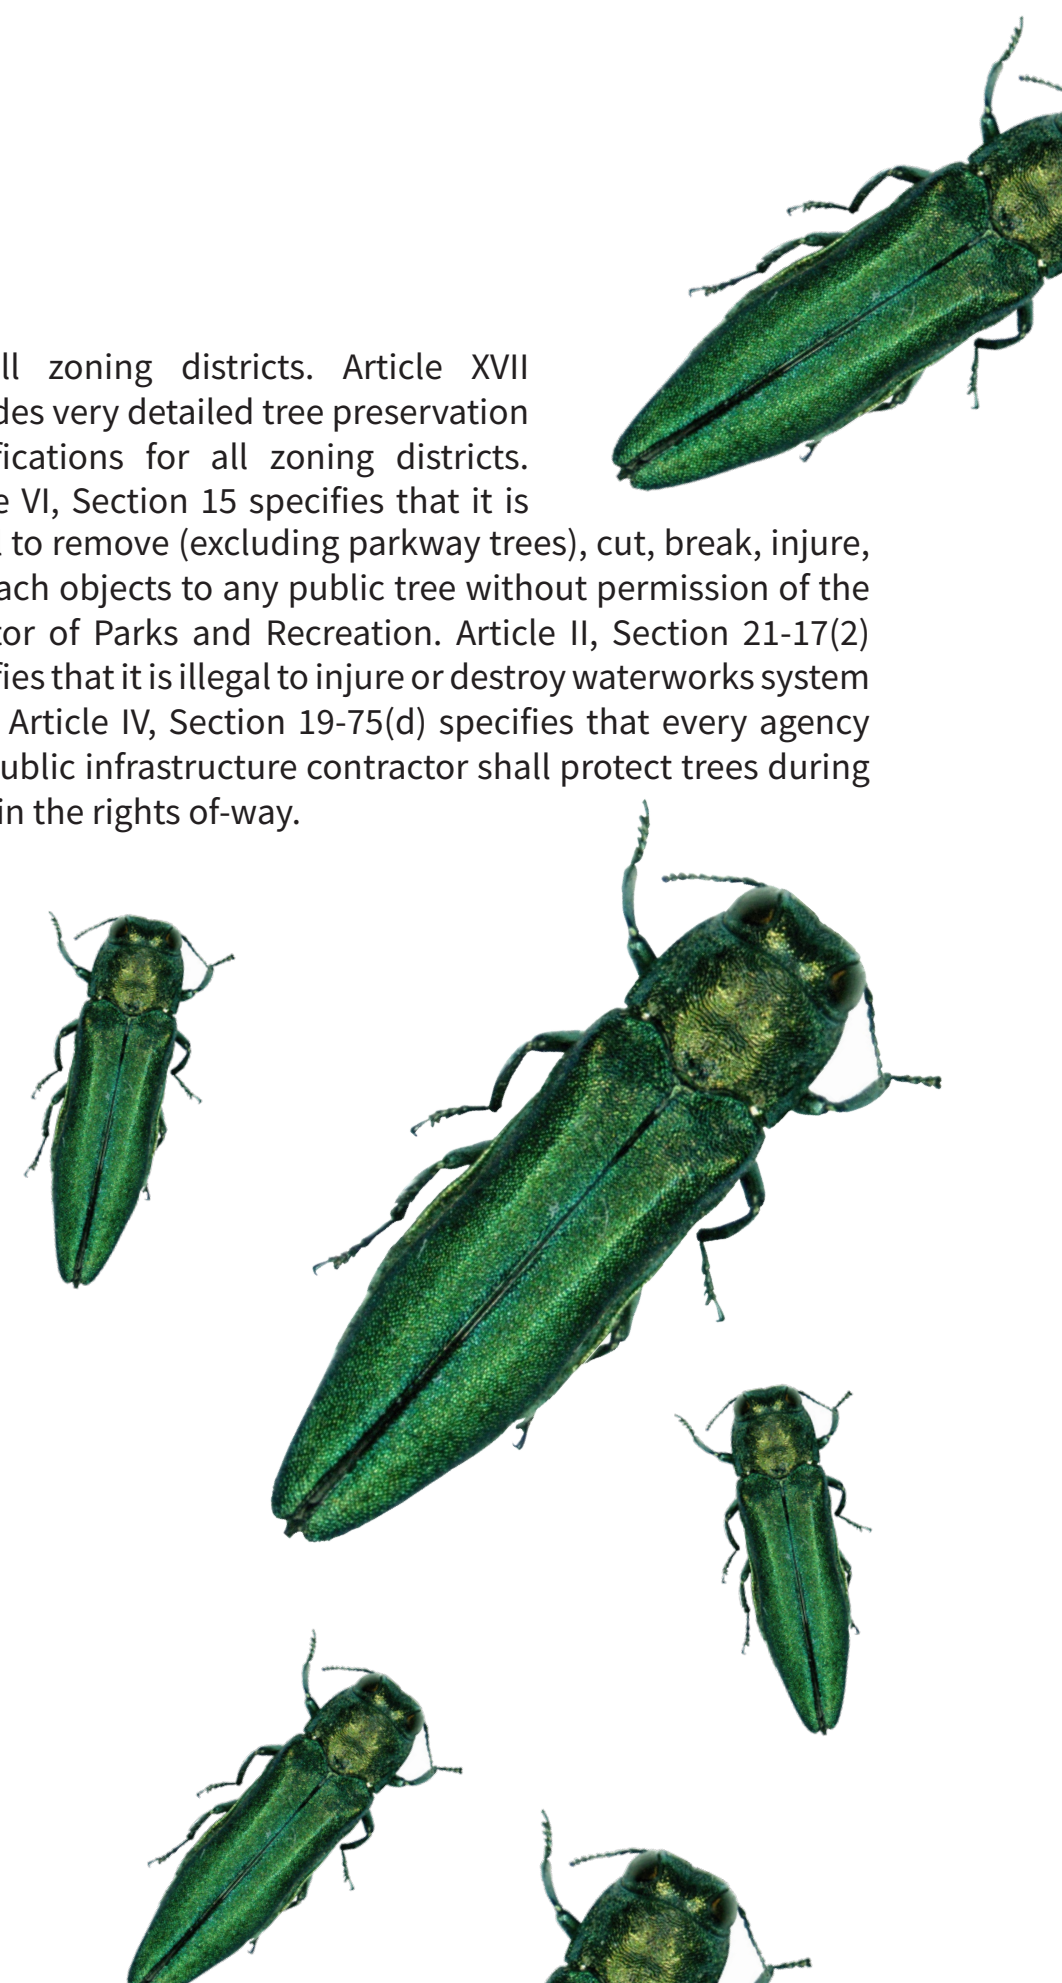 ll zoning districts. Article XVII
des very detailed tree preservation
fications for all zoning districts.
e VI, Section 15 specifies that it is
to remove (excluding parkway trees), cut, break, injure,
ach objects to any public tree without permission of the
tor of Parks and Recreation. Article II, Section 21-17(2)
fies that it is illegal to injure or destroy waterworks system
Article IV, Section 19-75(d) specifies that every agency
ublic infrastructure contractor shall protect trees during
in the rights of-way.